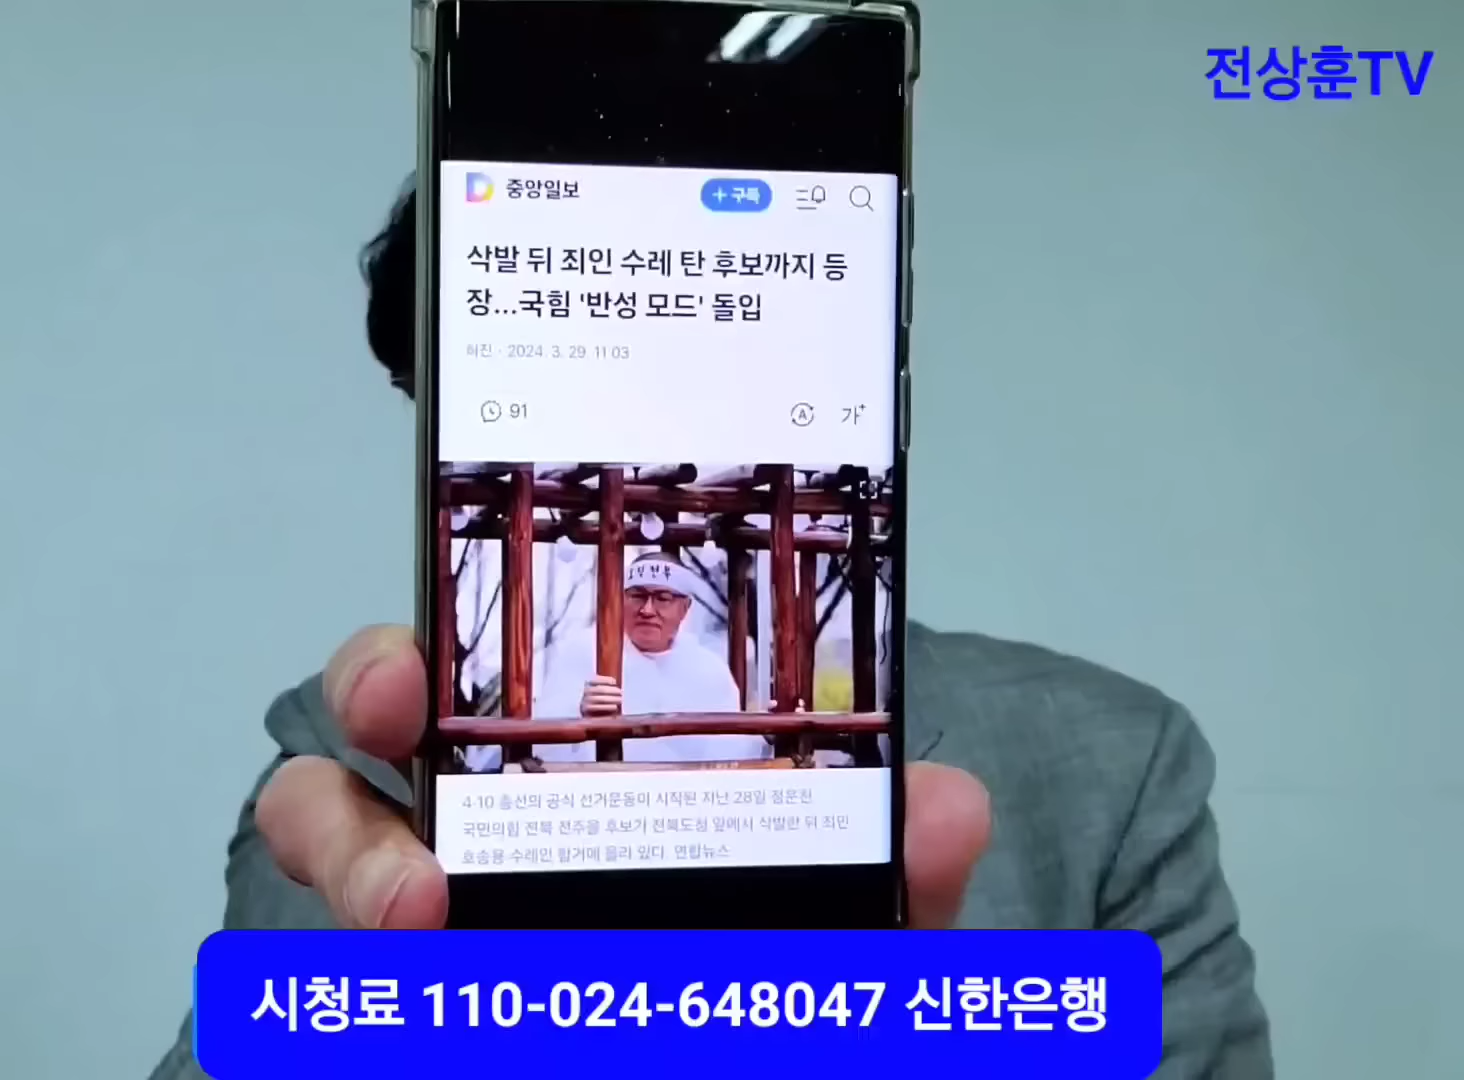 전상훈TV
중앙일보
+ 구독
삭발 뒤 죄인 수레 탄 후보까지 등
장...국힘 '반성 모드' 돌입
허진 · 2024. 3. 29. 11:03
91
가+
전북
4·10 총선의 공식 선거운동이 시작된 지난 28일 정운천
국민의힘 전북 전주을 후보가 전북도청 앞에서 삭발한 뒤 죄인
호송용 수레인 함거에 올라 있다. 연합뉴스
시청료 110-024-648047 신한은행